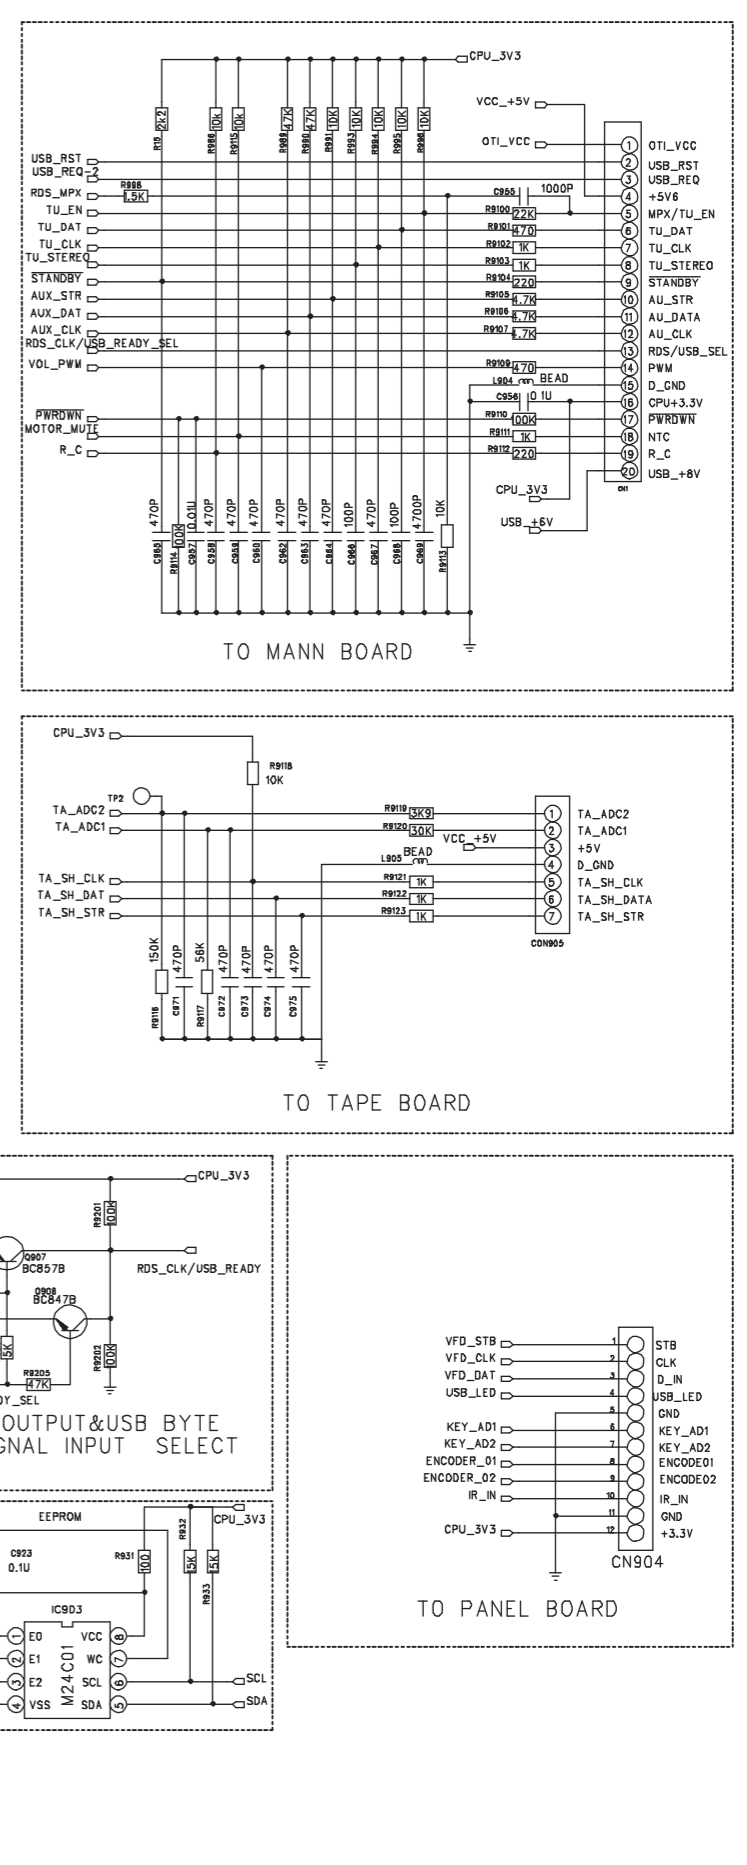 CPU_3V3
VCC_+5V
OTI_VCC
R15 2k2
R986 10k
R9115 10k
R989 47K
R990 47K
R991 10K
R993 10K
R994 10K
R995 10K
R998 10K
USB_RST
USB_REQ-2
RDS_MPX
TU_EN
TU_DAT
TU_CLK
TU_STEREO
STANDBY
AUX_STR
AUX_DAT
AUX_CLK
RDS_CLK/USB_READY_SEL
VOL_PWM
PWRDWN
MOTOR_MUTE
R_C
R996 1.5K
C955 1000P
R9100 22K
R9101 470
R9102 1K
R9103 1K
R9104 220
R9105 4.7K
R9106 4.7K
R9107 4.7K
R9109 470
L904 BEAD
C956 0 1U
R9110 00K
R9111 1K
R9112 220
1 OTI_VCC
2 USB_RST
3 USB_REQ
4 +5V6
5 MPX/TU_EN
6 TU_DAT
7 TU_CLK
8 TU_STEREO
9 STANDBY
10 AU_STR
11 AU_DATA
12 AU_CLK
13 RDS/USB_SEL
14 PWM
15 D_GND
16 CPU+3.3V
17 PWRDWN
18 NTC
19 R_C
20 USB_+8V
CN1
CPU_3V3
USB_+6V
470P C965
R9114 00K
0.01U C957
470P C958
470P C959
470P C960
470P C962
470P C963
470P C964
100P C966
470P C967
100P C968
4700P C969
10K R9113
TO MANN BOARD
CPU_3V3
R9118
10K
TP2
TA_ADC2
TA_ADC1
TA_SH_CLK
TA_SH_DAT
TA_SH_STR
R9119 3K9
R9120 30K
VCC_+5V
L905 BEAD
R9121 1K
R9122 1K
R9123 1K
1 TA_ADC2
2 TA_ADC1
3 +5V
4 D_GND
5 TA_SH_CLK
6 TA_SH_DATA
7 TA_SH_STR
CON905
150K R9116
470P C971
56K R9117
470P C972
470P C973
470P C974
470P C975
TO TAPE BOARD
CPU_3V3
R9201 00K
Q907
BC857B
RDS_CLK/USB_READY
Q908
BC847B
5K
R9202 00K
R9205
47K
DY_SEL
OUTPUT&USB BYTE
GNAL INPUT SELECT
VFD_STB 1 STB
VFD_CLK 2 CLK
VFD_DAT 3 D_IN
USB_LED 4 USB_LED
5 GND
KEY_AD1 6 KEY_AD1
KEY_AD2 7 KEY_AD2
ENCODER_01 8 ENCODE01
ENCODER_02 9 ENCODE02
IR_IN 10 IR_IN
11 GND
CPU_3V3 12 +3.3V
CN904
TO PANEL BOARD
EEPROM
CPU_3V3
C923
0.1U
R931 100
R932 5K
R933 5K
IC903
M24C01
1 E0 VCC 8
2 E1 WC 7
3 E2 SCL 6
4 VSS SDA 5
SCL
SDA